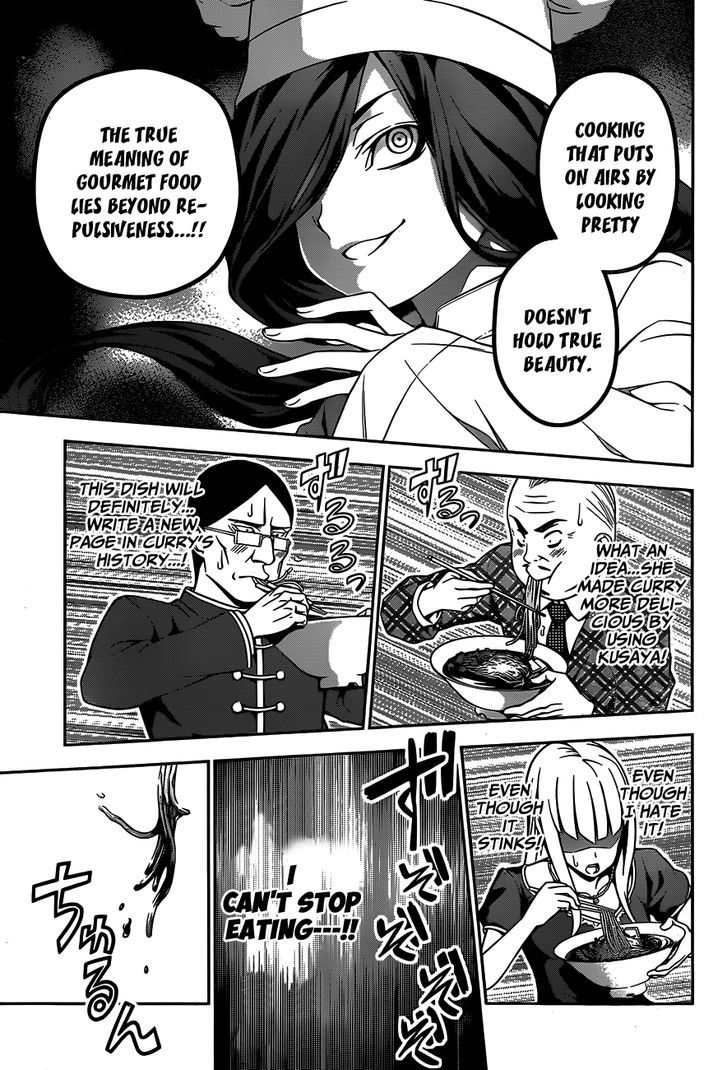 COOKING
THAT PUTS
ON AIRS BY
LOOKING
PRETTY
DOESN'T
HOLD TRUE
BEAUTY.
THE TRUE
MEANING OF
GOURMET FOOD
LIES BEYOND RE-
PULSIVENESS...!!
ずるるっ
WHAT AN
IDEA...SHE
MADE CURRY
MORE DELI-
CIOUS BY
USING
KUSAYA!
ずるるっ
THIS DISH WILL
DEFINITELY...
WRITE A NEW
PAGE IN CURRY'S
HISTORY...!
EVEN
THOUGH
I HATE
IT!
EVEN
THOUGH
IT
STINKS!
ずぞぞぞぞ
I
CAN'T STOP
EATING---!!
ちゅるん